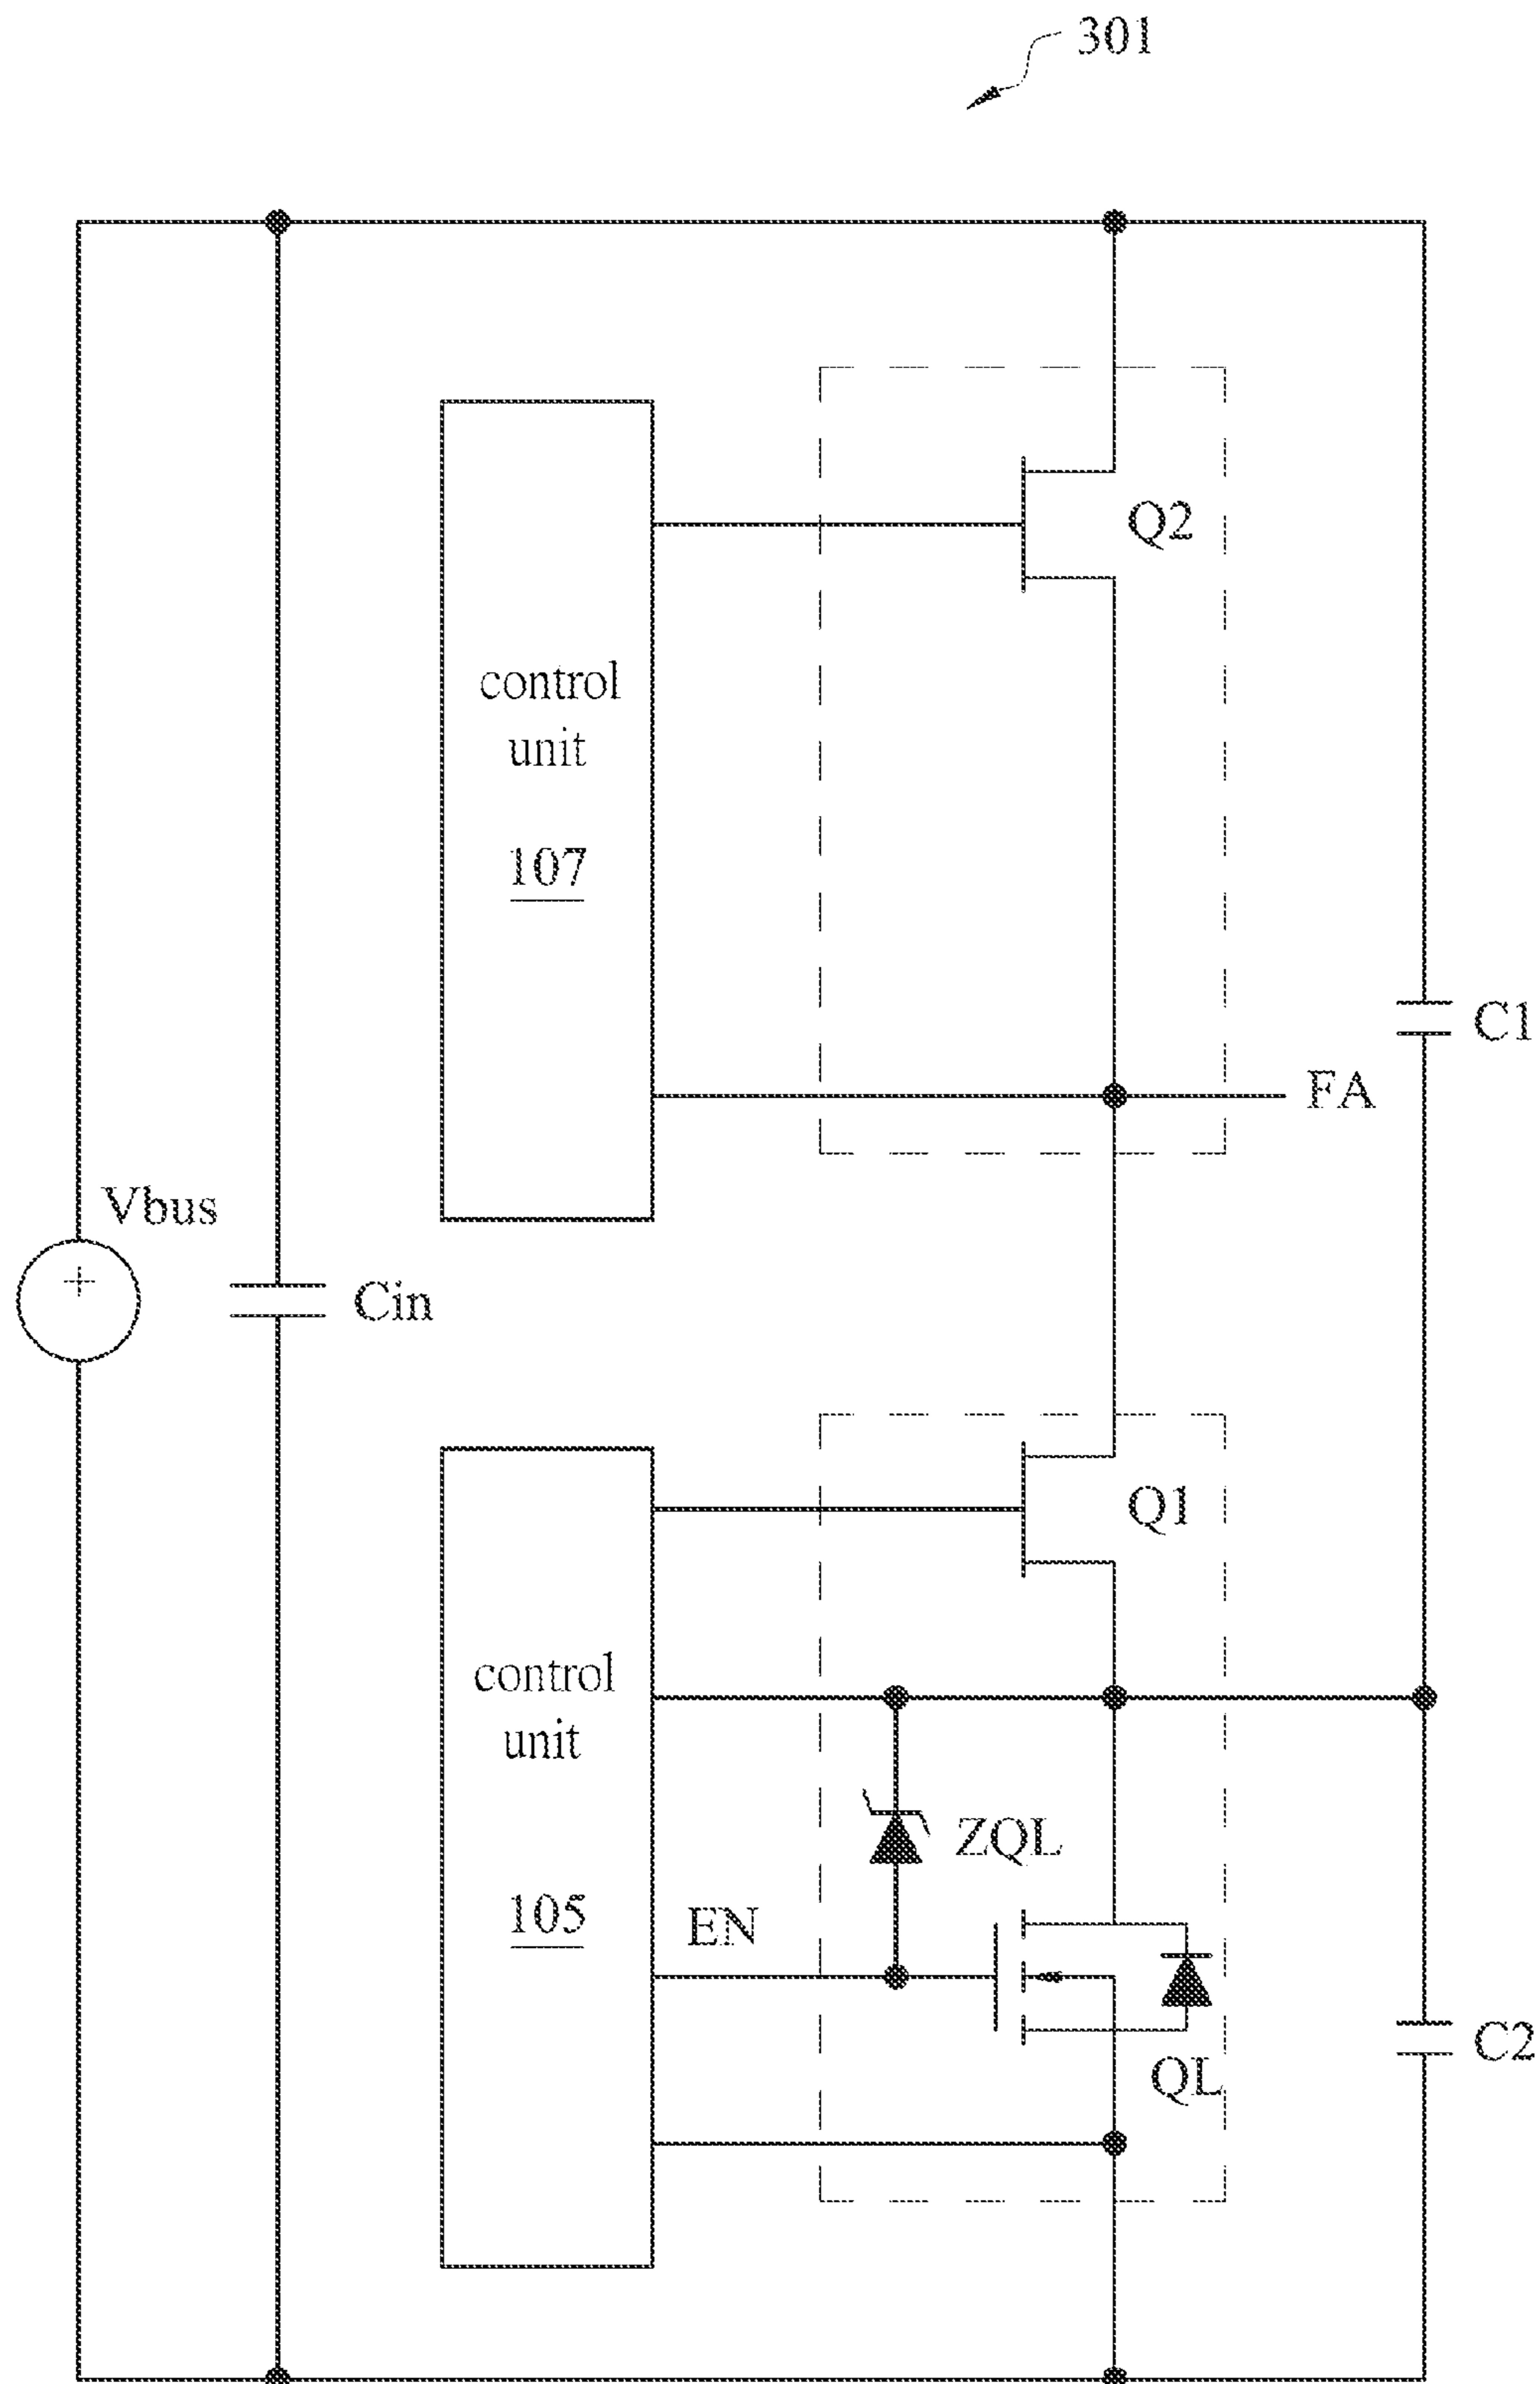 301
Q2
control
unit
107
C1
FA
Vbus
+
Cin
Q1
control
unit
105
ZQL
EN
QL
C2